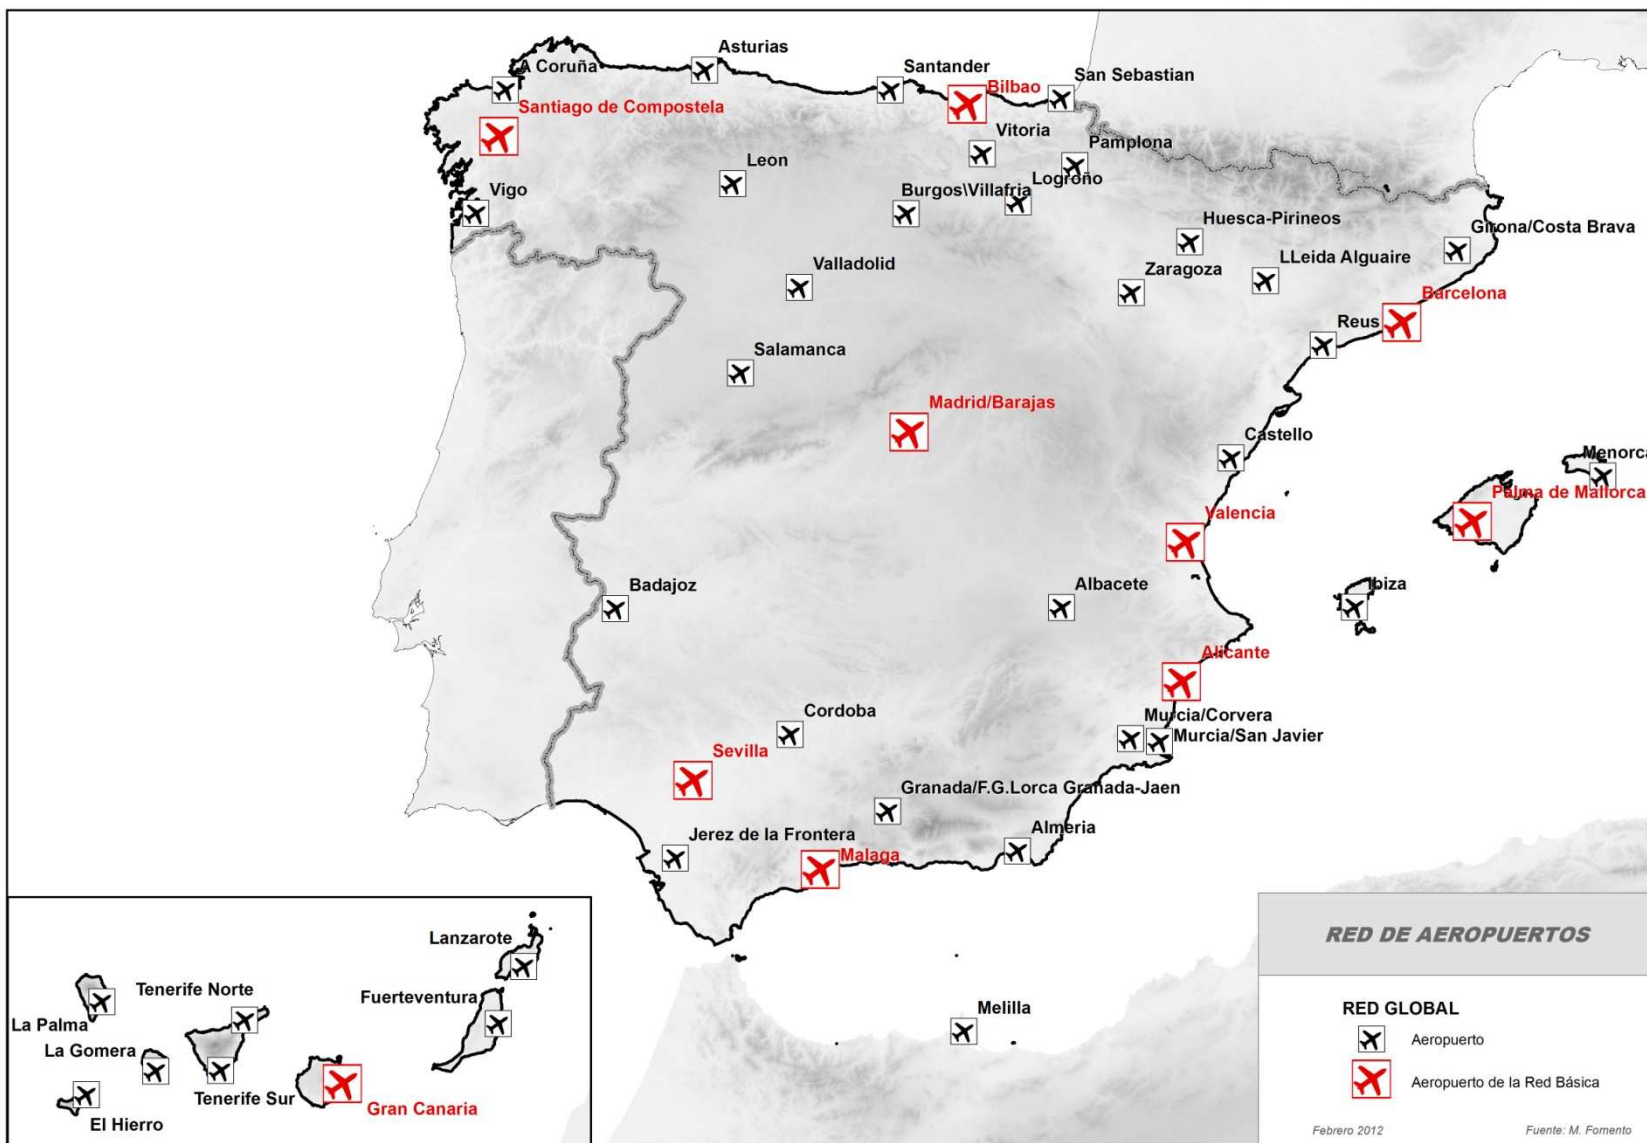 Asturias
A Coruña
Santander
San Sebastian
Bilbao
Santiago de Compostela
Vitoria
Pamplona
Leon
Logroño
Burgos\Villafria
Vigo
Huesca-Pirineos
Girona/Costa Brava
LLeida Alguaire
Valladolid
Zaragoza
Barcelona
Reus
Salamanca
Madrid/Barajas
Castello
Menorca
Palma de Mallorca
Valencia
Badajoz
Albacete
Ibiza
Alicante
Cordoba
Murcia/Corvera
Murcia/San Javier
Sevilla
Granada/F.G.Lorca Granada-Jaen
Jerez de la Frontera
Almeria
Malaga
Lanzarote
Tenerife Norte
Fuerteventura
La Palma
La Gomera
Tenerife Sur
Gran Canaria
El Hierro
Melilla
RED DE AEROPUERTOS
RED GLOBAL
Aeropuerto
Aeropuerto de la Red Básica
Febrero 2012
Fuente: M. Fomento